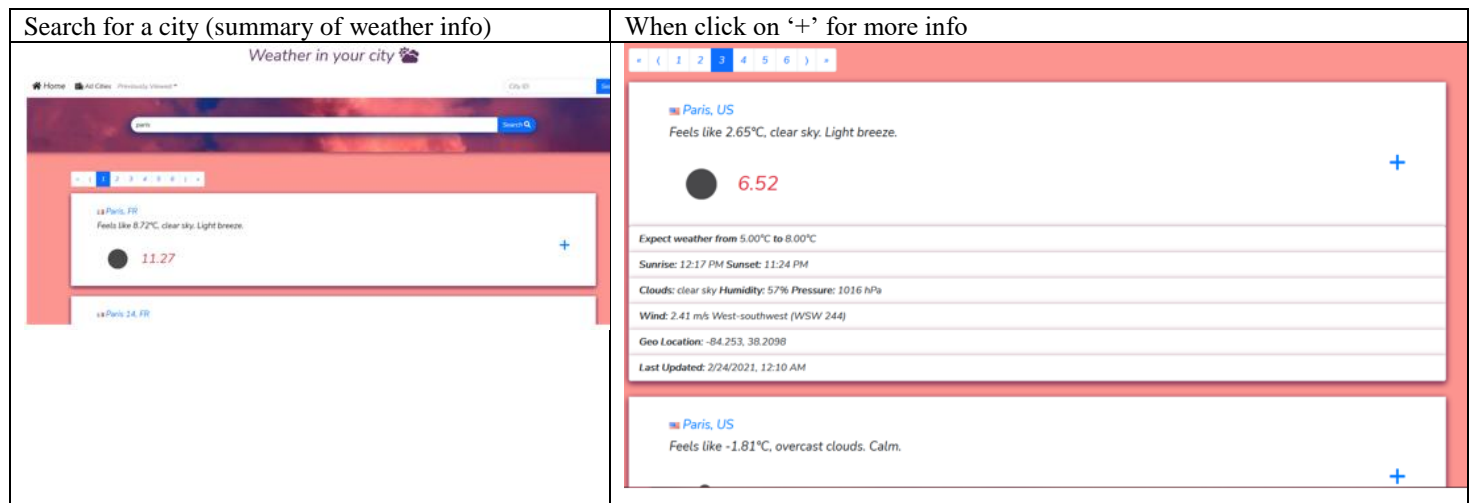 Search for a city (summary of weather info)
Weather in your city
Home All Cities Previously Viewed
City ID
paris
Search
« ⟨ 1 2 3 4 5 6 ⟩ »
Paris, FR
Feels like 8.72°C, clear sky. Light breeze.
11.27
+
Paris 14, FR
When click on ‘+’ for more info
« ⟨ 1 2 3 4 5 6 ⟩ »
Paris, US
Feels like 2.65°C, clear sky. Light breeze.
+
6.52
Expect weather from 5.00°C to 8.00°C
Sunrise: 12:17 PM Sunset: 11:24 PM
Clouds: clear sky Humidity: 57% Pressure: 1016 hPa
Wind: 2.41 m/s West-southwest (WSW 244)
Geo Location: -84.253, 38.2098
Last Updated: 2/24/2021, 12:10 AM
Paris, US
Feels like -1.81°C, overcast clouds. Calm.
+